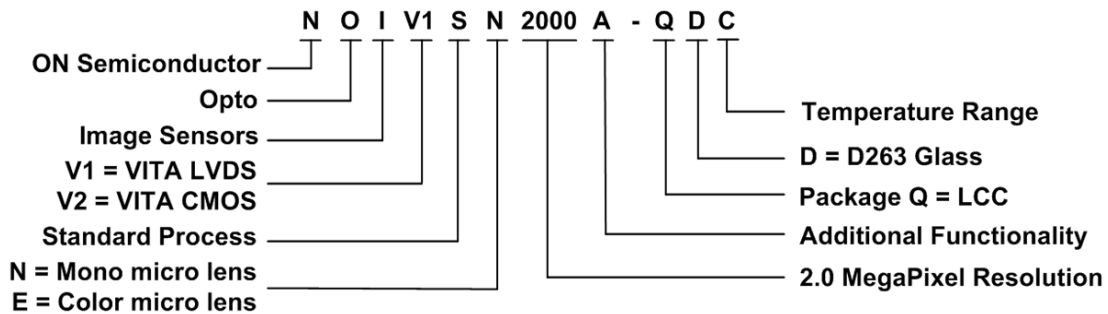 N O I V1 S N 2000 A - Q D C
ON Semiconductor
Opto
Image Sensors
V1 = VITA LVDS
V2 = VITA CMOS
Standard Process
N = Mono micro lens
E = Color micro lens
Temperature Range
D = D263 Glass
Package Q = LCC
Additional Functionality
2.0 MegaPixel Resolution